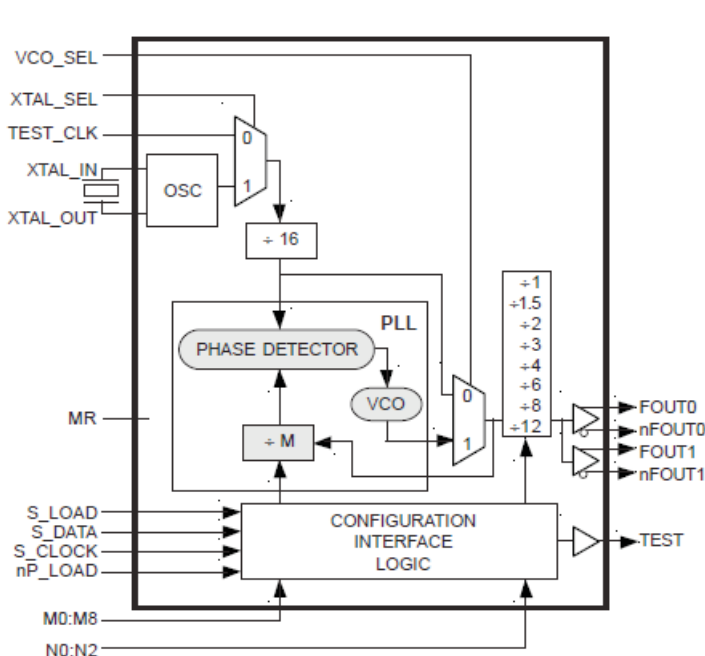 VCO_SEL
XTAL_SEL
TEST_CLK
0
XTAL_IN
OSC
1
XTAL_OUT
÷ 16
÷1
÷1.5
÷2
÷3
÷4
÷6
÷8
÷12
PLL
PHASE DETECTOR
VCO
0
1
÷ M
MR
FOUT0
nFOUT0
FOUT1
nFOUT1
S_LOAD
S_DATA
S_CLOCK
nP_LOAD
CONFIGURATION
INTERFACE
LOGIC
TEST
M0:M8
N0:N2